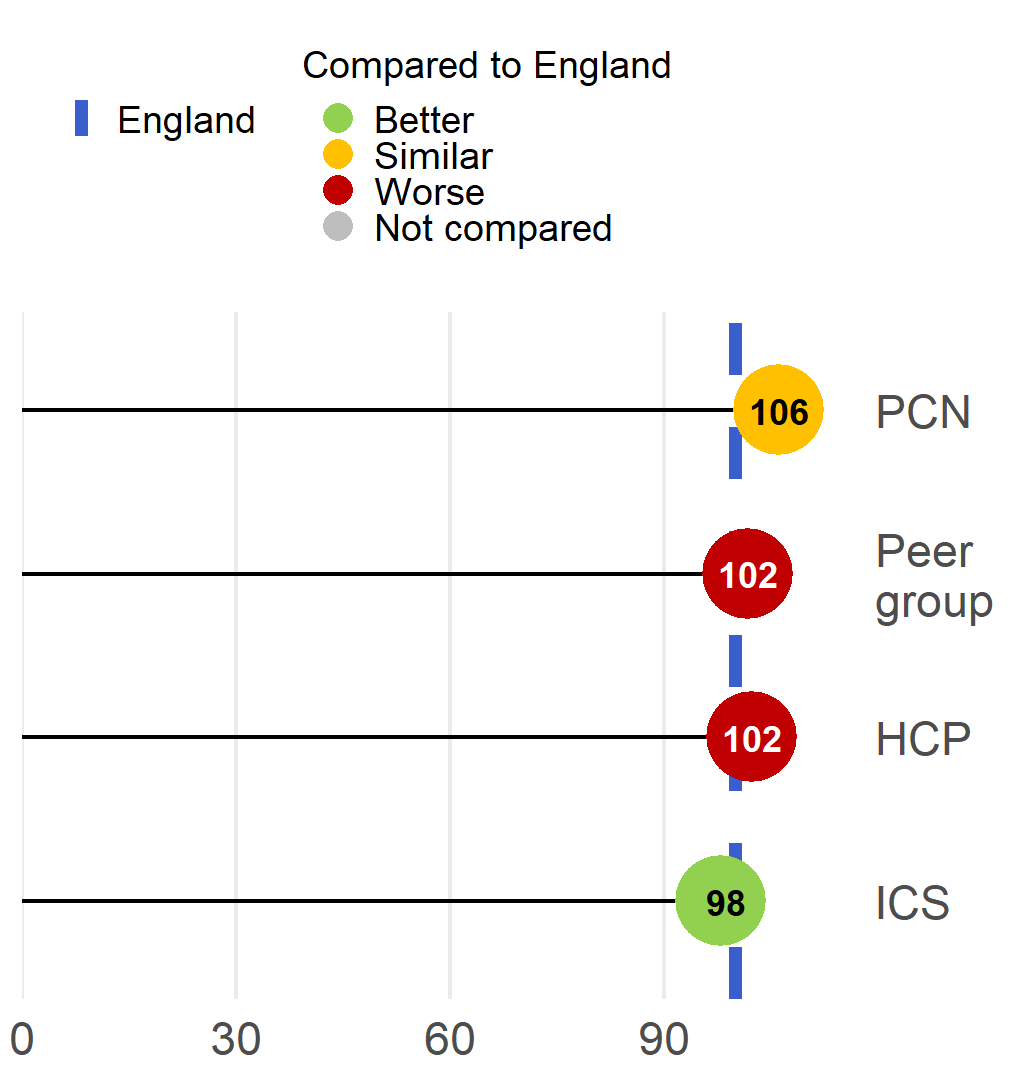 Compared to England
England
Better
Similar
Worse
Not compared
106
PCN
102
Peer
group
102
HCP
98
ICS
0 30 60 90